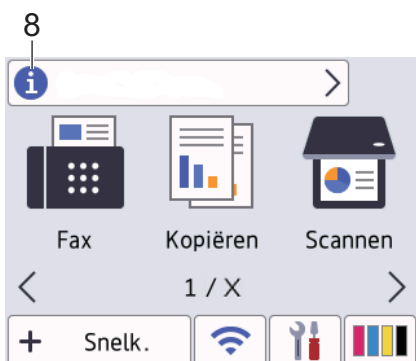 8
i
Fax Kopiëren Scannen
1 / X
+ Snelk.